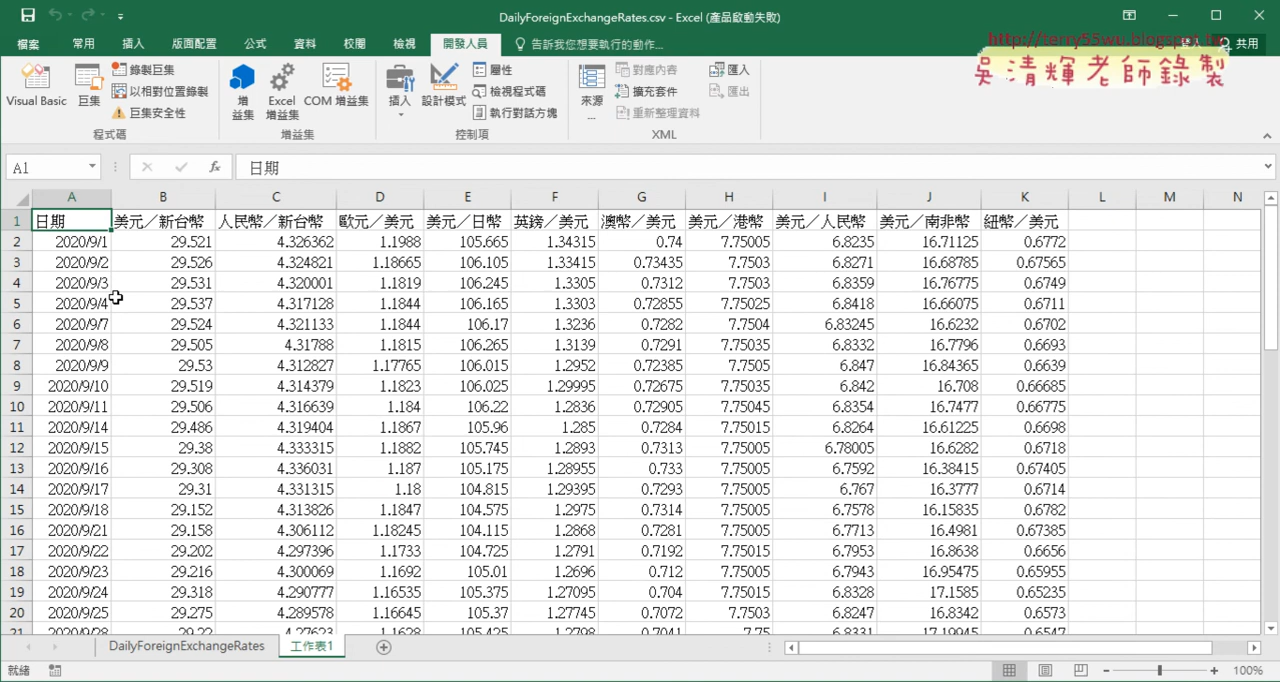 DailyForeignExchangeRates.csv - Excel (產品啟動失敗)
檔案 常用 插入 版面配置 公式 資料 校閱 檢視 開發人員 告訴我您想要執行的動作... 登入 共用
http://terry55wu.blogspot.tw
吳清輝老師錄製
Visual Basic 巨集 錄製巨集 以相對位置錄製 巨集安全性 增益集 Excel 增益集 COM 增益集 插入 設計模式 屬性 檢視程式碼 執行對話方塊 來源 ... 對應內容 擴充套件 重新整理資料 匯入 匯出
程式碼 增益集 控制項 XML
A1 fx 日期
A B C D E F G H I J K L M N
1 日期 美元／新台幣 人民幣／新台幣 歐元／美元 美元／日幣 英鎊／美元 澳幣／美元 美元／港幣 美元／人民幣 美元／南非幣 紐幣／美元
2 2020/9/1 29.521 4.326362 1.1988 105.665 1.34315 0.74 7.75005 6.8235 16.71125 0.6772
3 2020/9/2 29.526 4.324821 1.18665 106.105 1.33415 0.73435 7.7503 6.8271 16.68785 0.67565
4 2020/9/3 29.531 4.320001 1.1819 106.245 1.3305 0.7312 7.7503 6.8359 16.76775 0.6749
5 2020/9/4 29.537 4.317128 1.1844 106.165 1.3303 0.72855 7.75025 6.8418 16.66075 0.6711
6 2020/9/7 29.524 4.321133 1.1844 106.17 1.3236 0.7282 7.7504 6.83245 16.6232 0.6702
7 2020/9/8 29.505 4.31788 1.1815 106.265 1.3139 0.7291 7.75035 6.8332 16.7796 0.6693
8 2020/9/9 29.53 4.312827 1.17765 106.015 1.2952 0.72385 7.7505 6.847 16.84365 0.6639
9 2020/9/10 29.519 4.314379 1.1823 106.025 1.29995 0.72675 7.75035 6.842 16.708 0.66685
10 2020/9/11 29.506 4.316639 1.184 106.22 1.2836 0.72905 7.75045 6.8354 16.7477 0.66775
11 2020/9/14 29.486 4.319404 1.1867 105.96 1.285 0.7284 7.75015 6.8264 16.61225 0.6698
12 2020/9/15 29.38 4.333315 1.1882 105.745 1.2893 0.7313 7.75005 6.78005 16.6282 0.6718
13 2020/9/16 29.308 4.336031 1.187 105.175 1.28955 0.733 7.75005 6.7592 16.38415 0.67405
14 2020/9/17 29.31 4.331315 1.18 104.815 1.29395 0.7293 7.75005 6.767 16.3777 0.6714
15 2020/9/18 29.152 4.313826 1.1847 104.575 1.2975 0.7314 7.75005 6.7578 16.15835 0.6782
16 2020/9/21 29.158 4.306112 1.18245 104.115 1.2868 0.7281 7.75005 6.7713 16.4981 0.67385
17 2020/9/22 29.202 4.297396 1.1733 104.725 1.2791 0.7192 7.75015 6.7953 16.8638 0.6656
18 2020/9/23 29.216 4.300069 1.1692 105.01 1.2696 0.712 7.75005 6.7943 16.95475 0.65955
19 2020/9/24 29.318 4.290777 1.16535 105.375 1.27095 0.704 7.75015 6.8328 17.1585 0.65235
20 2020/9/25 29.275 4.289578 1.16645 105.37 1.27745 0.7072 7.7503 6.8247 16.8342 0.6573
21 2020/9/28 29.22 4.27623 1.1628 105.425 1.2798 0.7041 7.75 6.8331 17.19945 0.6547
DailyForeignExchangeRates 工作表1
就緒 100%